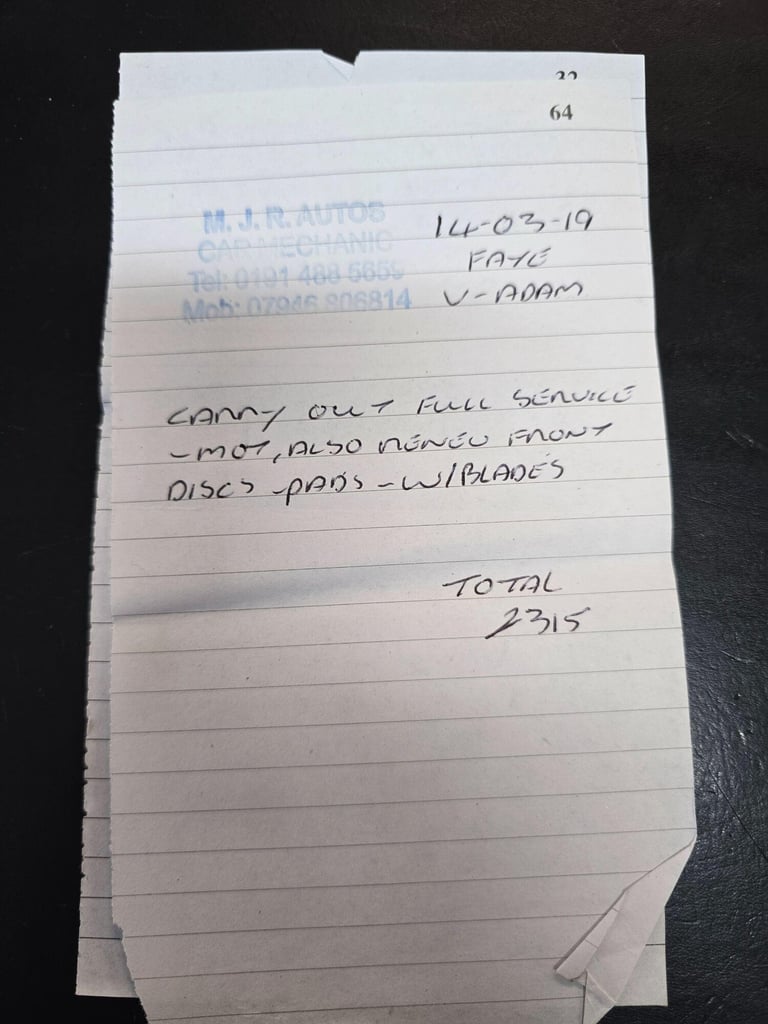 64
M. J. R. AUTOS
CAR MECHANIC
Tel: 0191 488 5659
Mob: 07946 806814
14-03-19
FAYE
V-ADAM
CARRY OUT FULL SERVICE
-MOT, ALSO RENEW FRONT
DISCS -PADS -W/BLADES
TOTAL
£315